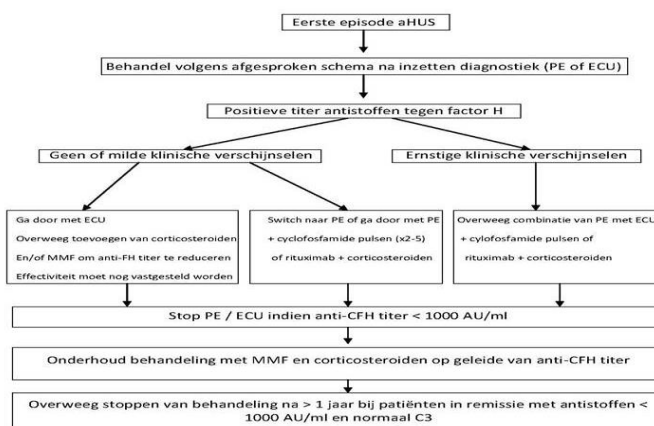 Eerste episode aHUS
Behandel volgens afgesproken schema na inzetten diagnostiek (PE of ECU)
Positieve titer antistoffen tegen factor H
Geen of milde klinische verschijnselen
Ernstige klinische verschijnselen
Ga door met ECU
Overweeg toevoegen van corticosteroiden
En/of MMF om anti-FH titer te reduceren
Effectiviteit moet nog vastgesteld worden
Switch naar PE of ga door met PE
+ cyclofosfamide pulsen (x2-5)
of rituximab + corticosteroiden
Overweeg combinatie van PE met ECU
+ cylofosfamide pulsen of
rituximab + corticosteroiden
Stop PE / ECU indien anti-CFH titer < 1000 AU/ml
Onderhoud behandeling met MMF en corticosteroiden op geleide van anti-CFH titer
Overweeg stoppen van behandeling na > 1 jaar bij patiënten in remissie met antistoffen <
1000 AU/ml en normaal C3